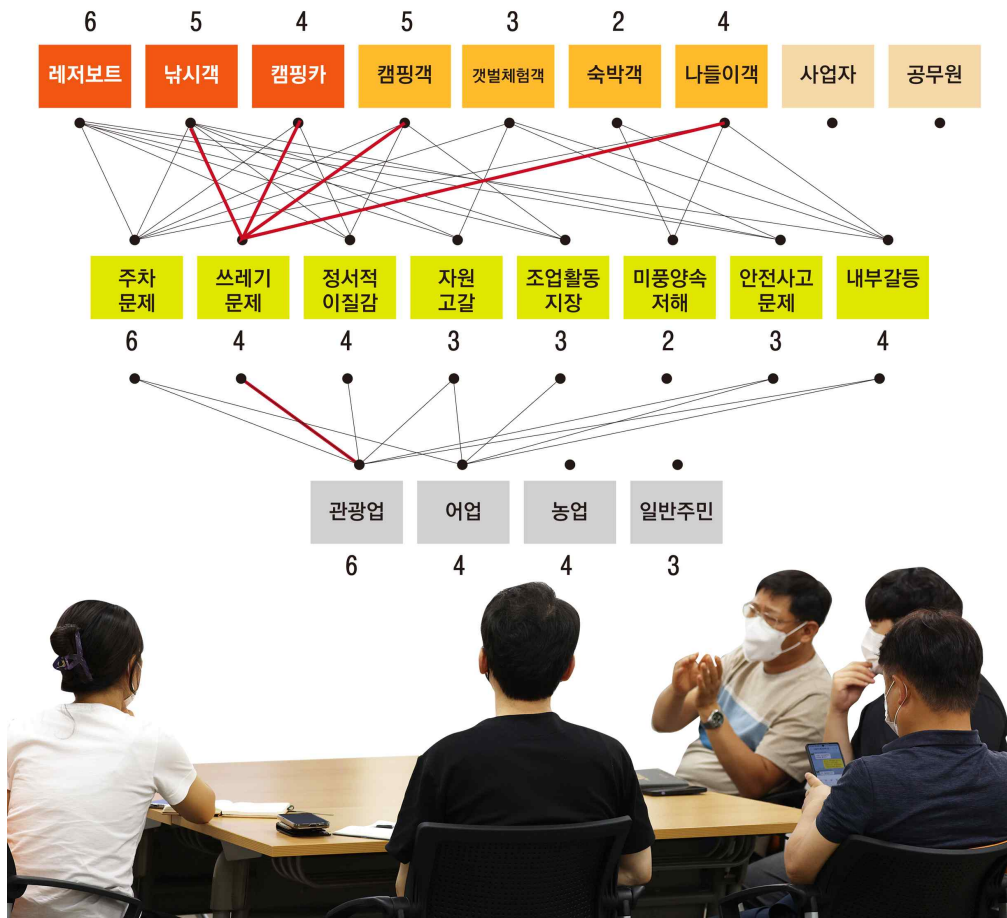 6 5 4 5 3 2 4
레저보트 낚시객 캠핑카 캠핑객 갯벌체험객 숙박객 나들이객 사업자 공무원
주차 쓰레기 정서적 자원 조업활동 미풍양속 안전사고 내부갈등
문제 문제 이질감 고갈 지장 저해 문제
6 4 4 3 3 2 3 4
관광업 어업 농업 일반주민
6 4 4 3